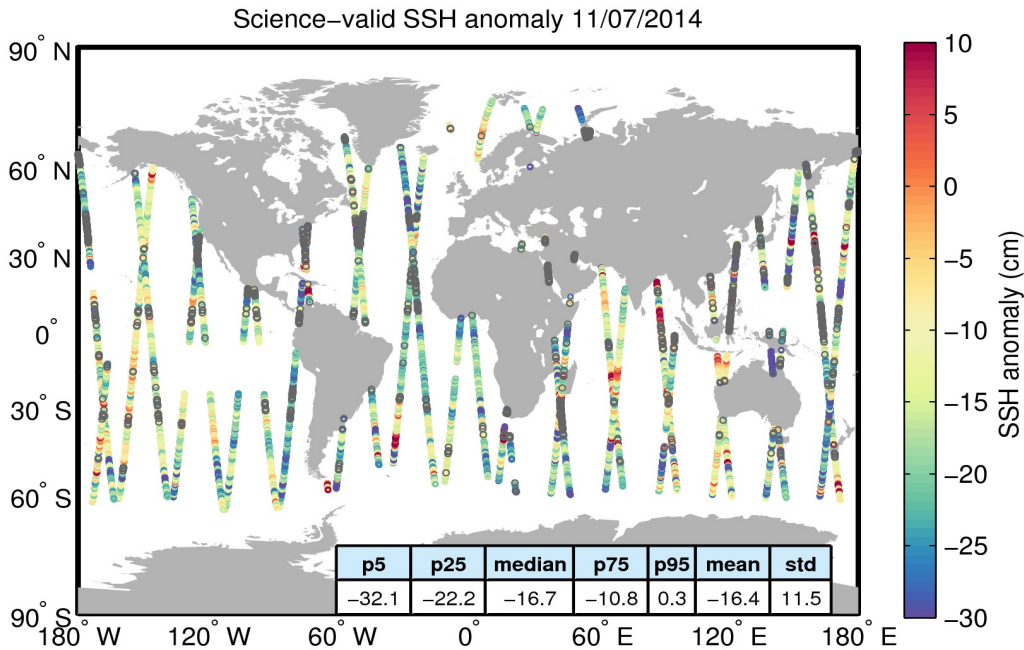 Science−valid SSH anomaly 11/07/2014
90° N
60° N
30° N
0°
30° S
60° S
90° S
180° W
120° W
60° W
0°
60° E
120° E
180° E
p5 p25 median p75 p95 mean std
−32.1 −22.2 −16.7 −10.8 0.3 −16.4 11.5
10
5
0
−5
−10
−15
−20
−25
−30
SSH anomaly (cm)